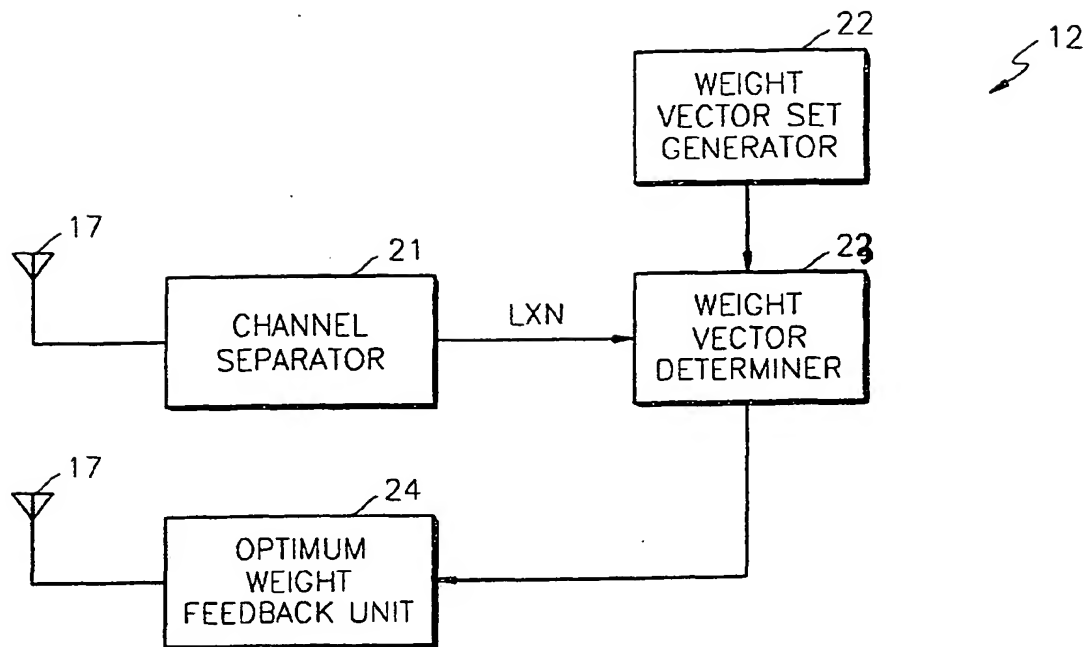 22
12
WEIGHT
VECTOR SET
GENERATOR
17
21
23
CHANNEL
SEPARATOR
LXN
WEIGHT
VECTOR
DETERMINER
17
24
OPTIMUM
WEIGHT
FEEDBACK UNIT